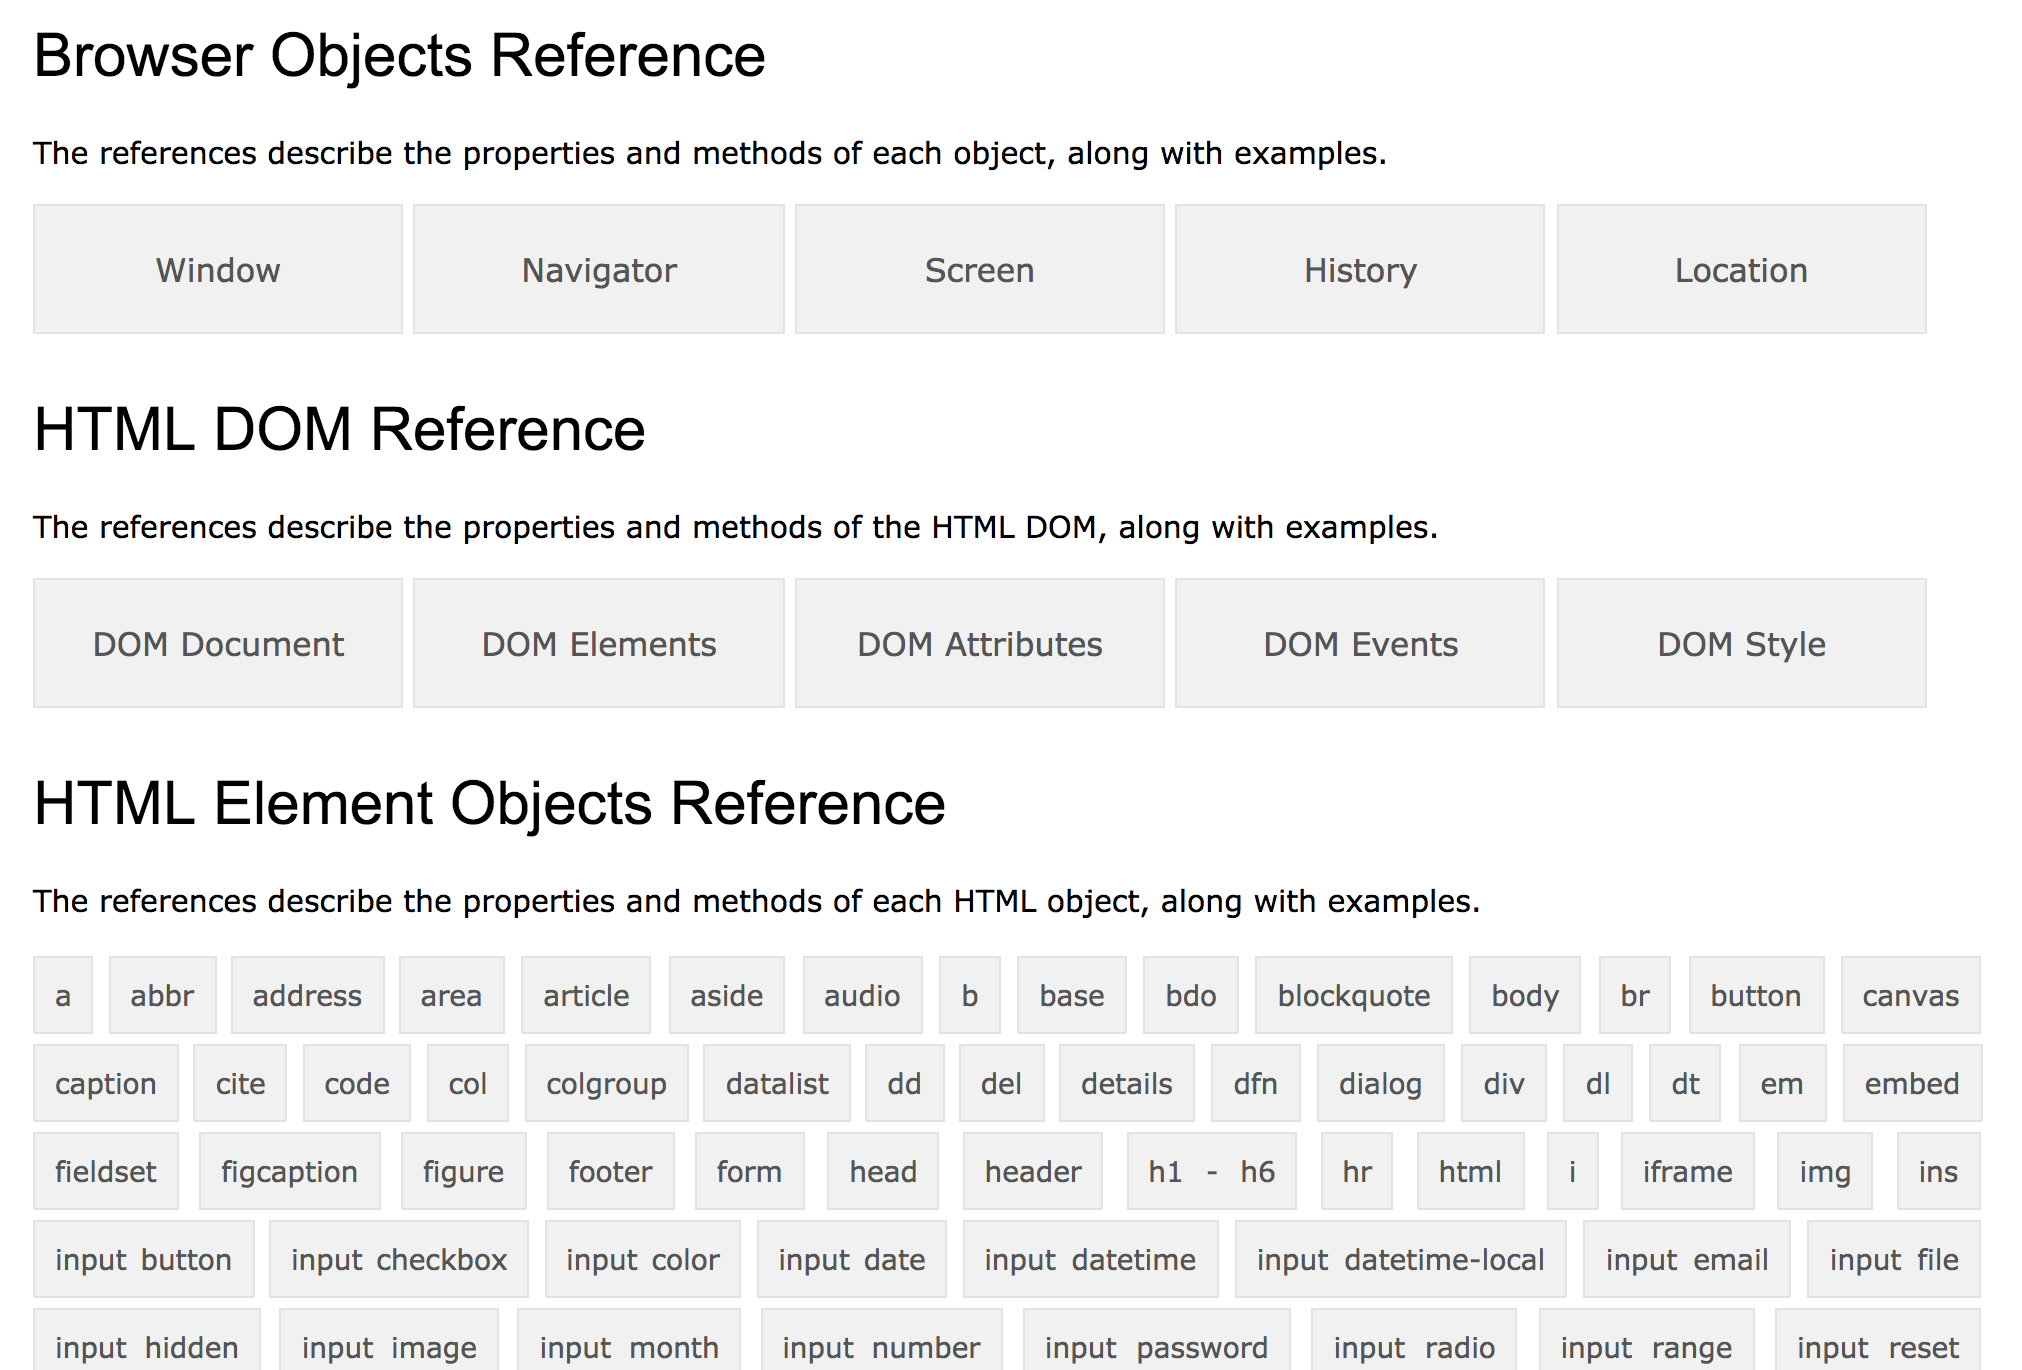 Browser Objects Reference
The references describe the properties and methods of each object, along with examples.
Window Navigator Screen History Location
HTML DOM Reference
The references describe the properties and methods of the HTML DOM, along with examples.
DOM Document DOM Elements DOM Attributes DOM Events DOM Style
HTML Element Objects Reference
The references describe the properties and methods of each HTML object, along with examples.
a abbr address area article aside audio b base bdo blockquote body br button canvas
caption cite code col colgroup datalist dd del details dfn dialog div dl dt em embed
fieldset figcaption figure footer form head header h1 - h6 hr html i iframe img ins
input button input checkbox input color input date input datetime input datetime-local input email input file
input hidden input image input month input number input password input radio input range input reset